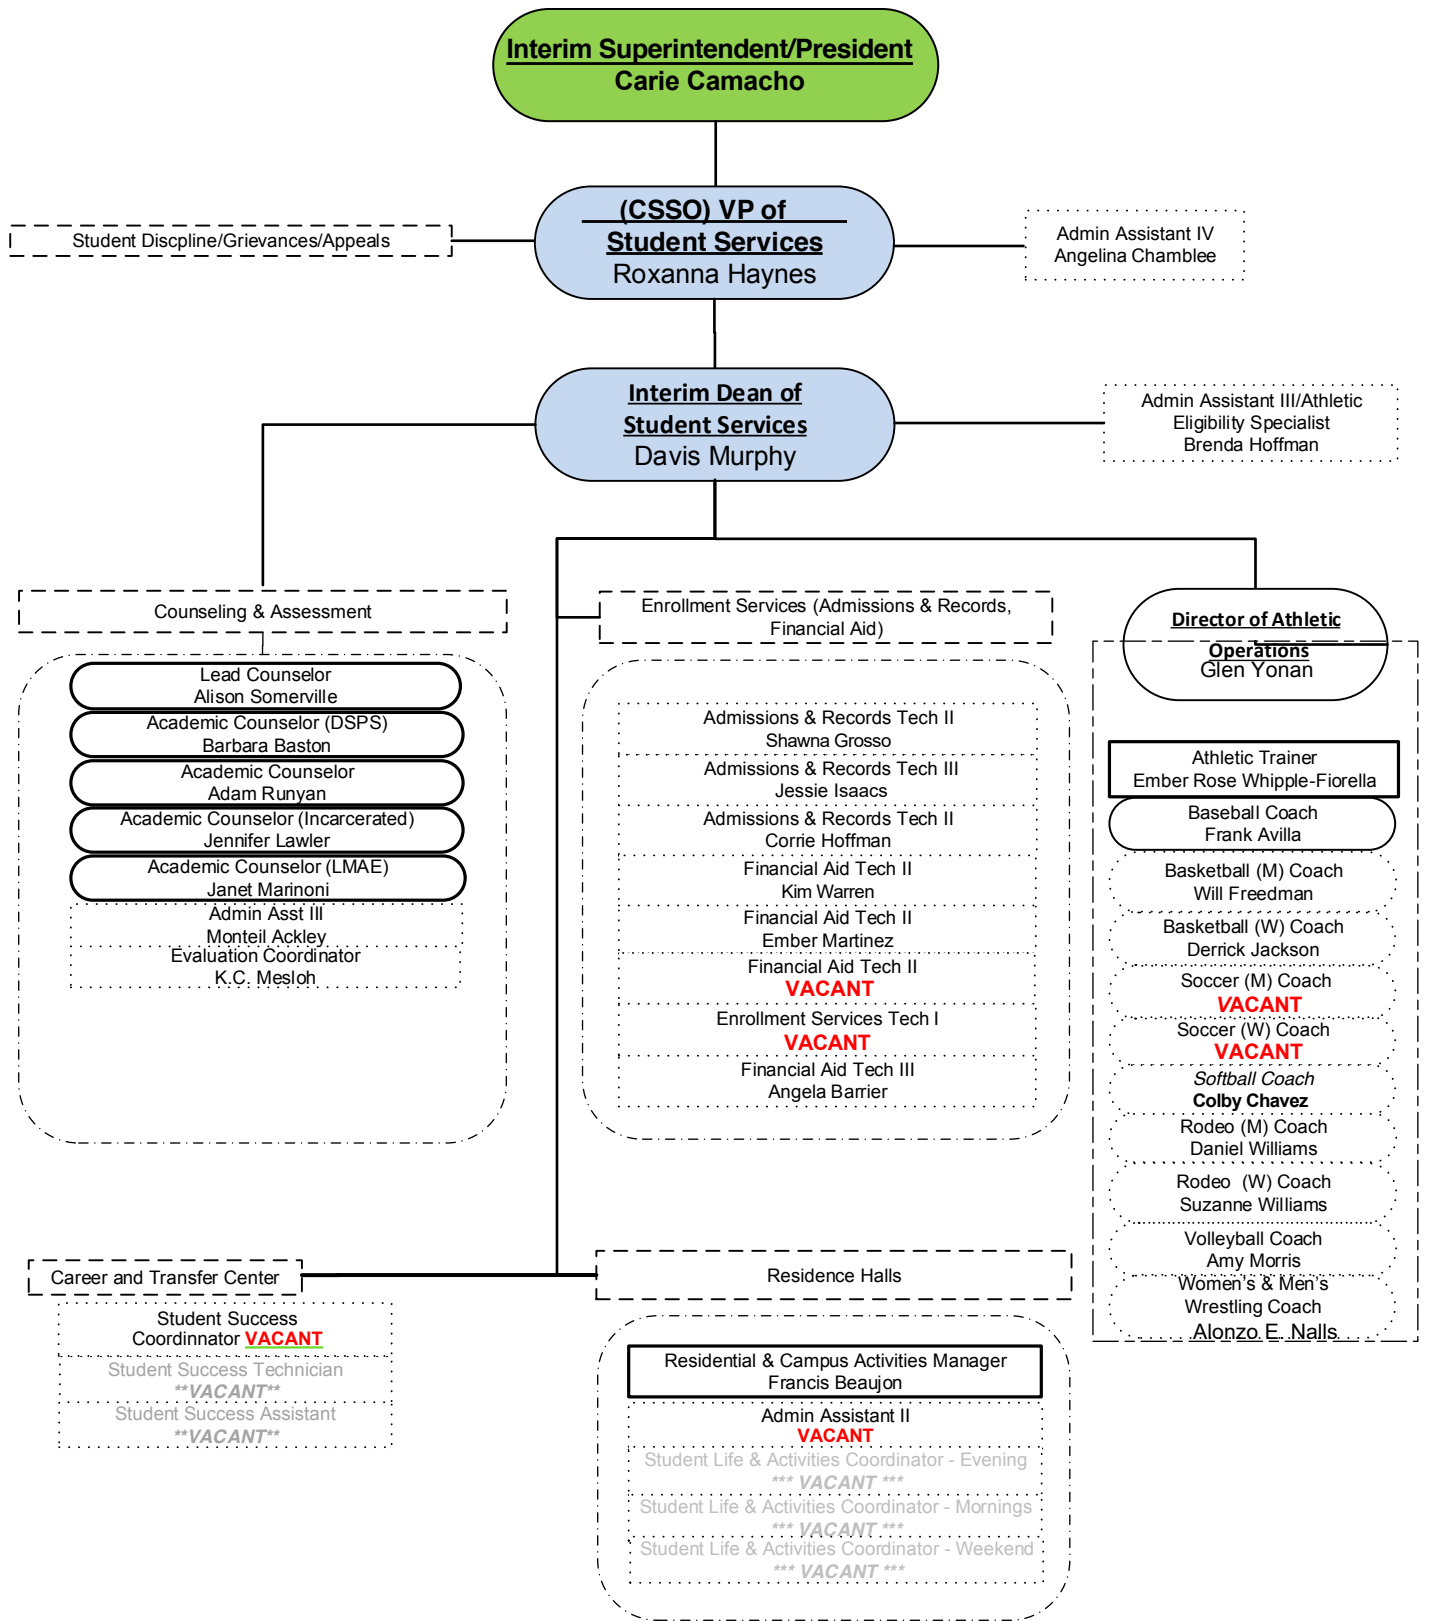 Interim Superintendent/President
Carie Camacho
(CSSO) VP of
Student Services
Roxanna Haynes
Student Discpline/Grievances/Appeals
Admin Assistant IV
Angelina Chamblee
Interim Dean of
Student Services
Davis Murphy
Admin Assistant III/Athletic
Eligibility Specialist
Brenda Hoffman
Counseling & Assessment
Lead Counselor
Alison Somerville
Academic Counselor (DSPS)
Barbara Baston
Academic Counselor
Adam Runyan
Academic Counselor (Incarcerated)
Jennifer Lawler
Academic Counselor (LMAE)
Janet Marinoni
Admin Asst III
Monteil Ackley
Evaluation Coordinator
K.C. Mesloh
Enrollment Services (Admissions & Records,
Financial Aid)
Admissions & Records Tech II
Shawna Grosso
Admissions & Records Tech III
Jessie Isaacs
Admissions & Records Tech II
Corrie Hoffman
Financial Aid Tech II
Kim Warren
Financial Aid Tech II
Ember Martinez
Financial Aid Tech II
VACANT
Enrollment Services Tech I
VACANT
Financial Aid Tech III
Angela Barrier
Director of Athletic
Operations
Glen Yonan
Athletic Trainer
Ember Rose Whipple-Fiorella
Baseball Coach
Frank Avilla
Basketball (M) Coach
Will Freedman
Basketball (W) Coach
Derrick Jackson
Soccer (M) Coach
VACANT
Soccer (W) Coach
VACANT
Softball Coach
Colby Chavez
Rodeo (M) Coach
Daniel Williams
Rodeo (W) Coach
Suzanne Williams
Volleyball Coach
Amy Morris
Women's & Men's
Wrestling Coach
Alonzo E. Nalls
Career and Transfer Center
Student Success
Coordinnator VACANT
Student Success Technician
**VACANT**
Student Success Assistant
**VACANT**
Residence Halls
Residential & Campus Activities Manager
Francis Beaujon
Admin Assistant II
VACANT
Student Life & Activities Coordinator - Evening
*** VACANT ***
Student Life & Activities Coordinator - Mornings
*** VACANT ***
Student Life & Activities Coordinator - Weekend
*** VACANT ***